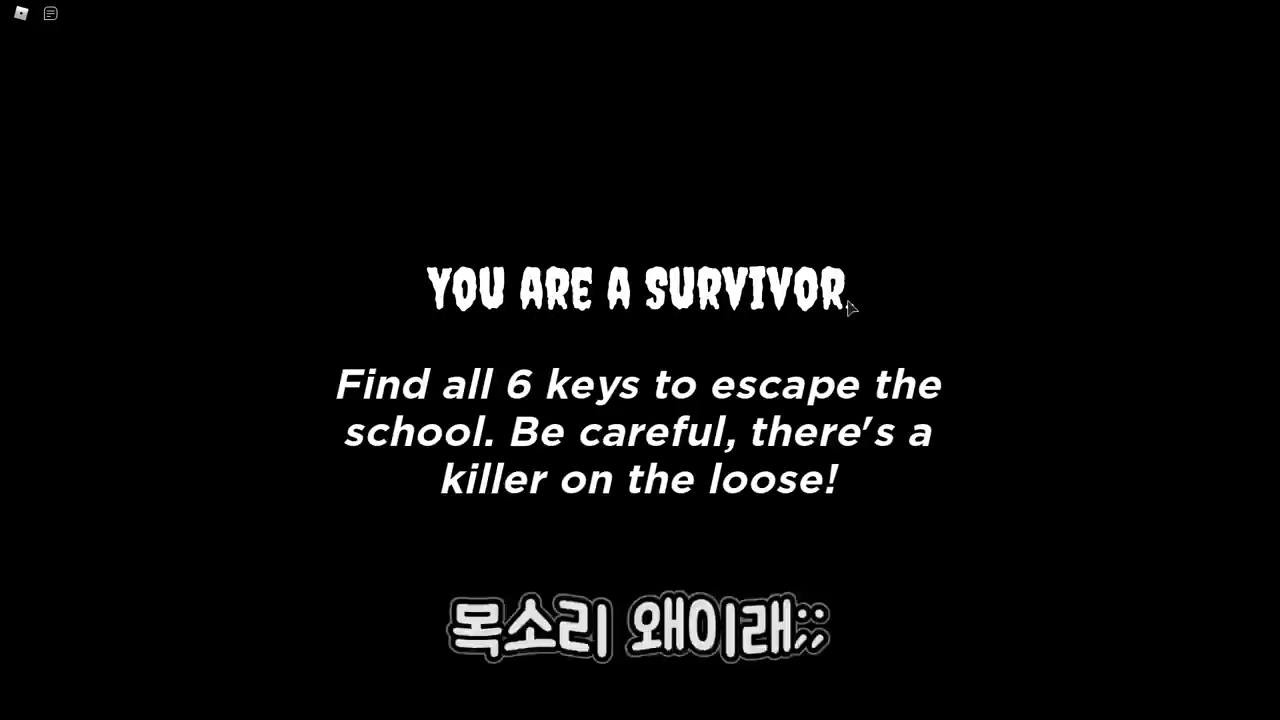 YOU ARE A SURVIVOR.
Find all 6 keys to escape the
school. Be careful, there's a
killer on the loose!
목소리 왜이래;;